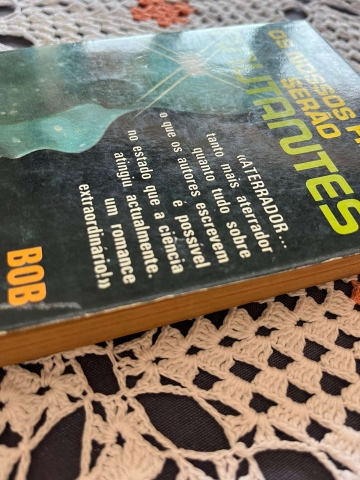 OS NOSSOS
SERÃO
MUTANTES
«ATERRADOR...
tanto mais aterrador
quanto tudo sobre
o que os autores escrevem
é possível
no estado que a ciência
atingiu actualmente.
um romance
extraordinário!»
BOB